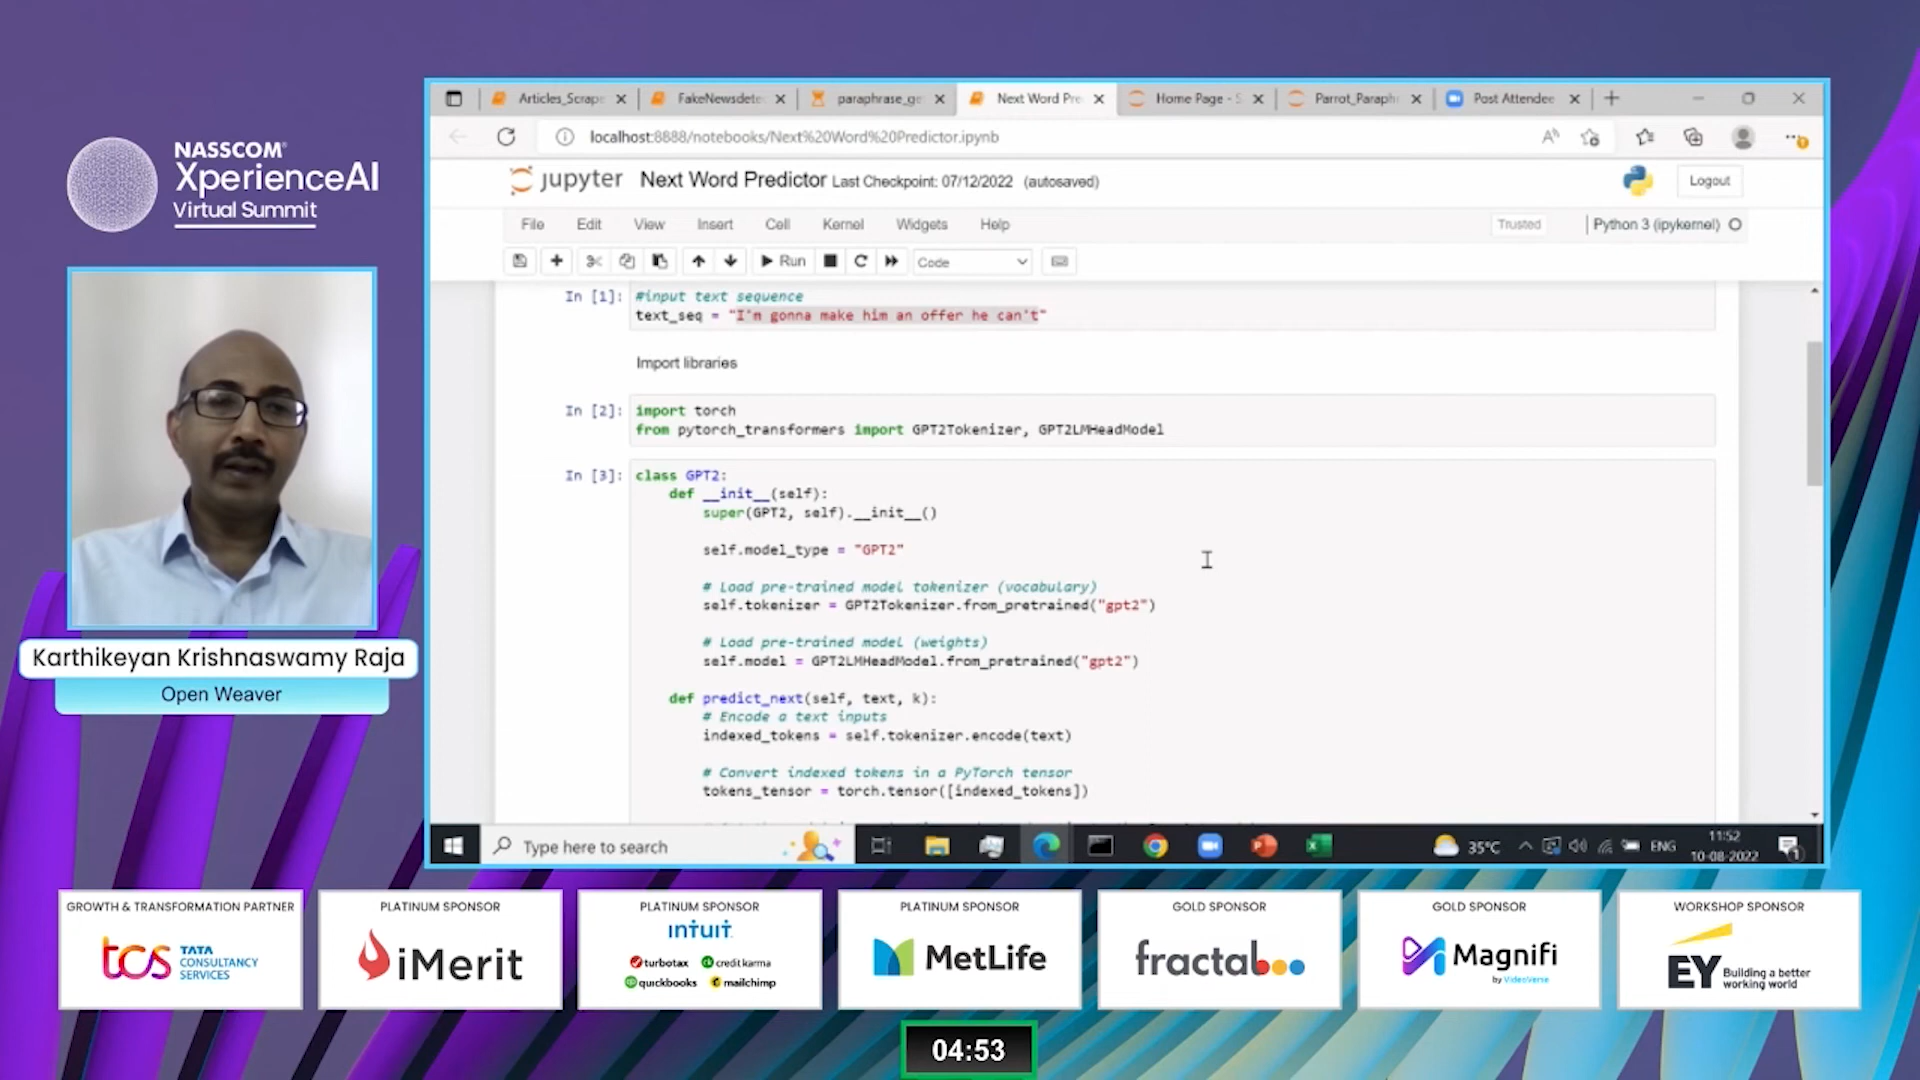 NASSCOM®
XperienceAI
Virtual Summit
Karthikeyan Krishnaswamy Raja
Open Weaver
Articles_Scrape
FakeNewsdete
paraphrase_ge
Next Word Pre
Home Page - S
Parrot_Paraphr
Post Attendee
localhost:8888/notebooks/Next%20Word%20Predictor.ipynb
jupyter Next Word Predictor Last Checkpoint: 07/12/2022 (autosaved)
Logout
File Edit View Insert Cell Kernel Widgets Help
Trusted
Python 3 (ipykernel)
Run
Code
In [1]: #input text sequence
text_seq = "I'm gonna make him an offer he can't"
Import libraries
In [2]: import torch
from pytorch_transformers import GPT2Tokenizer, GPT2LMHeadModel
In [3]: class GPT2:
def __init__(self):
super(GPT2, self).__init__()
self.model_type = "GPT2"
# Load pre-trained model tokenizer (vocabulary)
self.tokenizer = GPT2Tokenizer.from_pretrained("gpt2")
# Load pre-trained model (weights)
self.model = GPT2LMHeadModel.from_pretrained("gpt2")
def predict_next(self, text, k):
# Encode a text inputs
indexed_tokens = self.tokenizer.encode(text)
# Convert indexed tokens in a PyTorch tensor
tokens_tensor = torch.tensor([indexed_tokens])
Type here to search
35°C
ENG
11:52
10-08-2022
1
GROWTH & TRANSFORMATION PARTNER
tcs TATA
CONSULTANCY
SERVICES
PLATINUM SPONSOR
iMerit
PLATINUM SPONSOR
INTUIT
turbotax creditkarma
quickbooks mailchimp
PLATINUM SPONSOR
MetLife
GOLD SPONSOR
fractal
GOLD SPONSOR
Magnifi
by VideoVerse
WORKSHOP SPONSOR
EY Building a better
working world
04:53